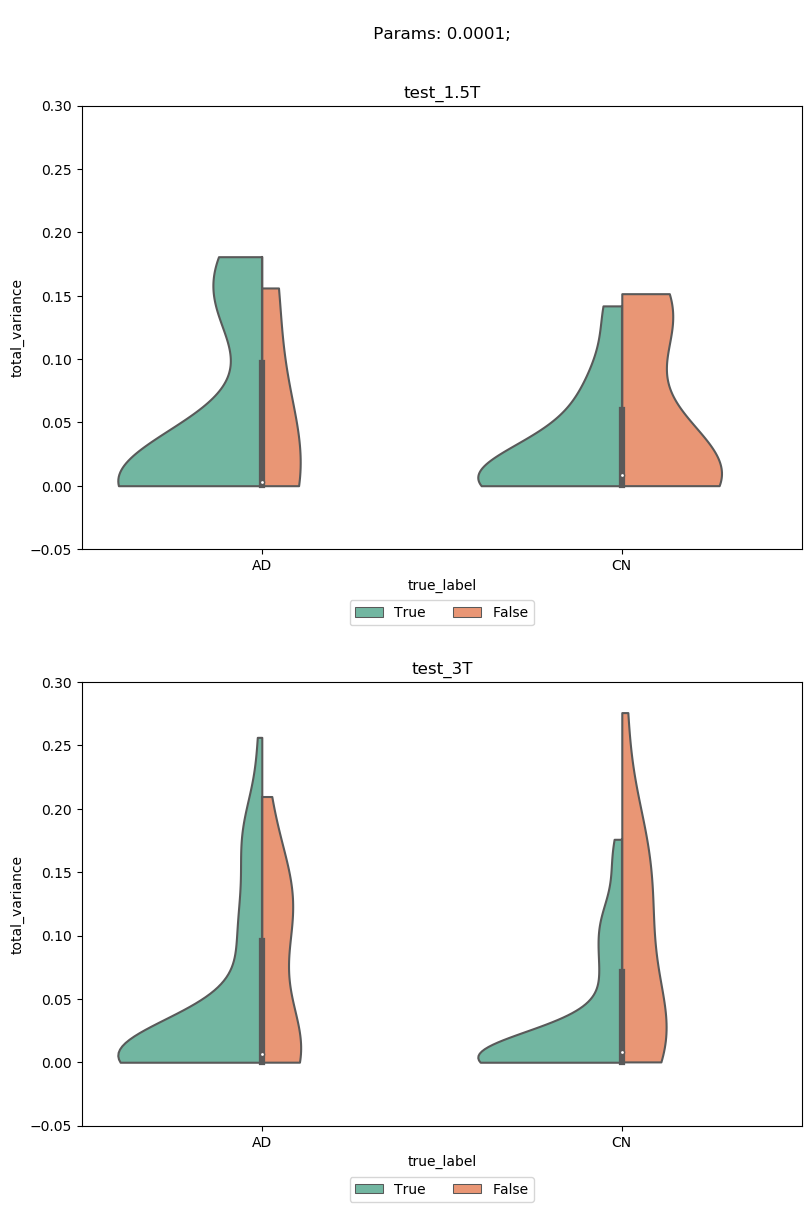 Params: 0.0001;
test_1.5T
0.30
0.25
0.20
0.15
0.10
0.05
0.00
−0.05
total_variance
AD CN
true_label
True False
test_3T
0.30
0.25
0.20
0.15
0.10
0.05
0.00
−0.05
total_variance
AD CN
true_label
True False